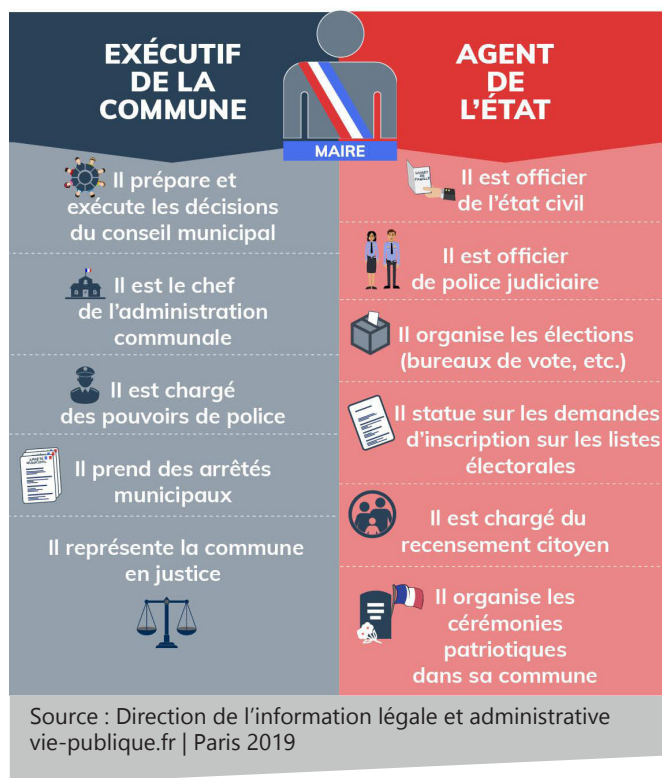 EXÉCUTIF
DE LA
COMMUNE
MAIRE
AGENT
DE
L'ÉTAT
Il prépare et
exécute les décisions
du conseil municipal
Il est le chef
de l'administration
communale
Il est chargé
des pouvoirs de police
Il prend des arrêtés
municipaux
Il représente la commune
en justice
Il est officier
de l'état civil
Il est officier
de police judiciaire
Il organise les élections
(bureaux de vote, etc.)
Il statue sur les demandes
d'inscription sur les listes
électorales
Il est chargé du
recensement citoyen
Il organise les
cérémonies
patriotiques
dans sa commune
Source : Direction de l'information légale et administrative
vie-publique.fr | Paris 2019